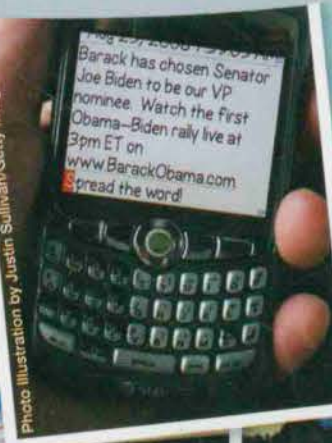 Barack has chosen Senator
Joe Biden to be our VP
nominee. Watch the first
Obama–Biden rally live at
3pm ET on
www.BarackObama.com
Spread the word!
Photo Illustration by Justin Sullivan/Getty